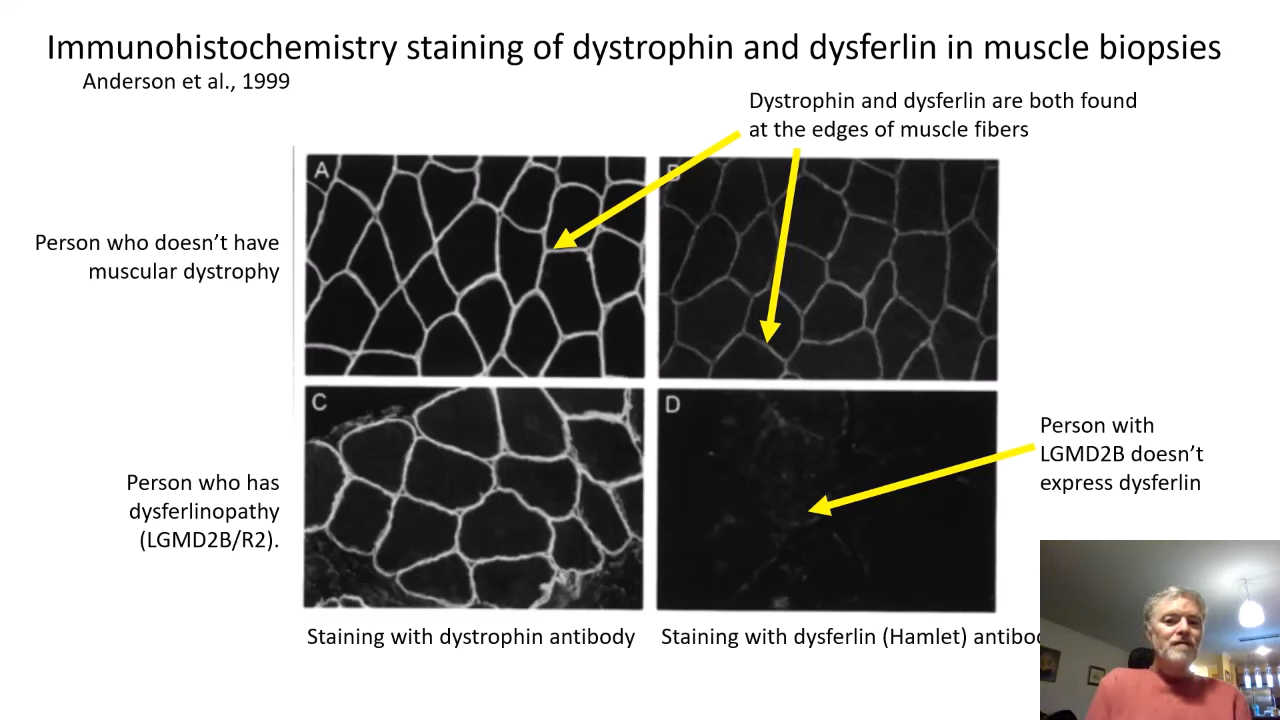 Immunohistochemistry staining of dystrophin and dysferlin in muscle biopsies
Anderson et al., 1999
Dystrophin and dysferlin are both found
at the edges of muscle fibers
A
B
Person who doesn't have
muscular dystrophy
C
D
Person who has
dysferlinopathy
(LGMD2B/R2).
Person with
LGMD2B doesn't
express dysferlin
Staining with dystrophin antibody
Staining with dysferlin (Hamlet)